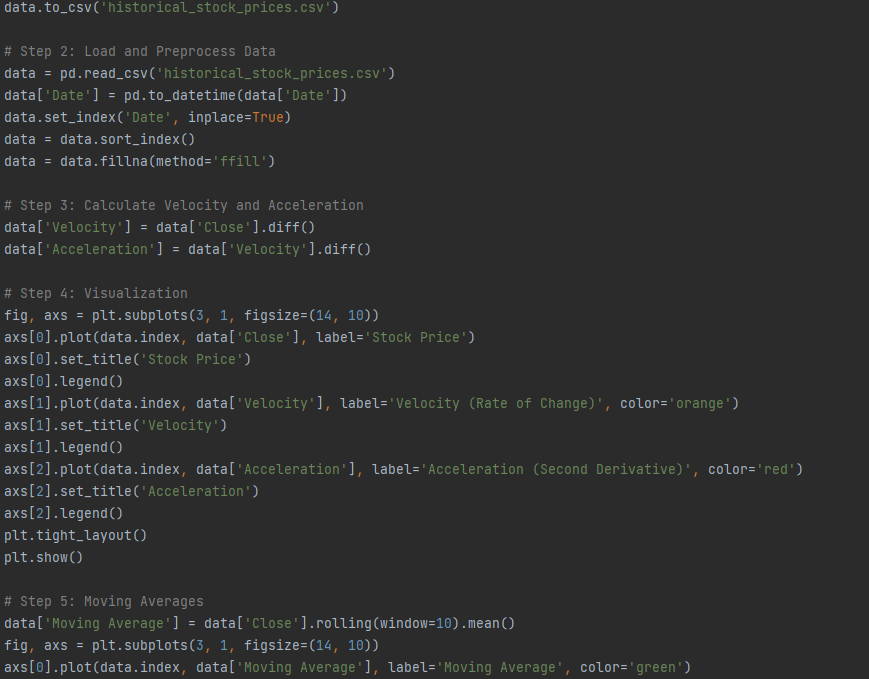 data.to_csv('historical_stock_prices.csv')
# Step 2: Load and Preprocess Data
data = pd.read_csv('historical_stock_prices.csv')
data['Date'] = pd.to_datetime(data['Date'])
data.set_index('Date', inplace=True)
data = data.sort_index()
data = data.fillna(method='ffill')
# Step 3: Calculate Velocity and Acceleration
data['Velocity'] = data['Close'].diff()
data['Acceleration'] = data['Velocity'].diff()
# Step 4: Visualization
fig, axs = plt.subplots(3, 1, figsize=(14, 10))
axs[0].plot(data.index, data['Close'], label='Stock Price')
axs[0].set_title('Stock Price')
axs[0].legend()
axs[1].plot(data.index, data['Velocity'], label='Velocity (Rate of Change)', color='orange')
axs[1].set_title('Velocity')
axs[1].legend()
axs[2].plot(data.index, data['Acceleration'], label='Acceleration (Second Derivative)', color='red')
axs[2].set_title('Acceleration')
axs[2].legend()
plt.tight_layout()
plt.show()
# Step 5: Moving Averages
data['Moving Average'] = data['Close'].rolling(window=10).mean()
fig, axs = plt.subplots(3, 1, figsize=(14, 10))
axs[0].plot(data.index, data['Moving Average'], label='Moving Average', color='green')